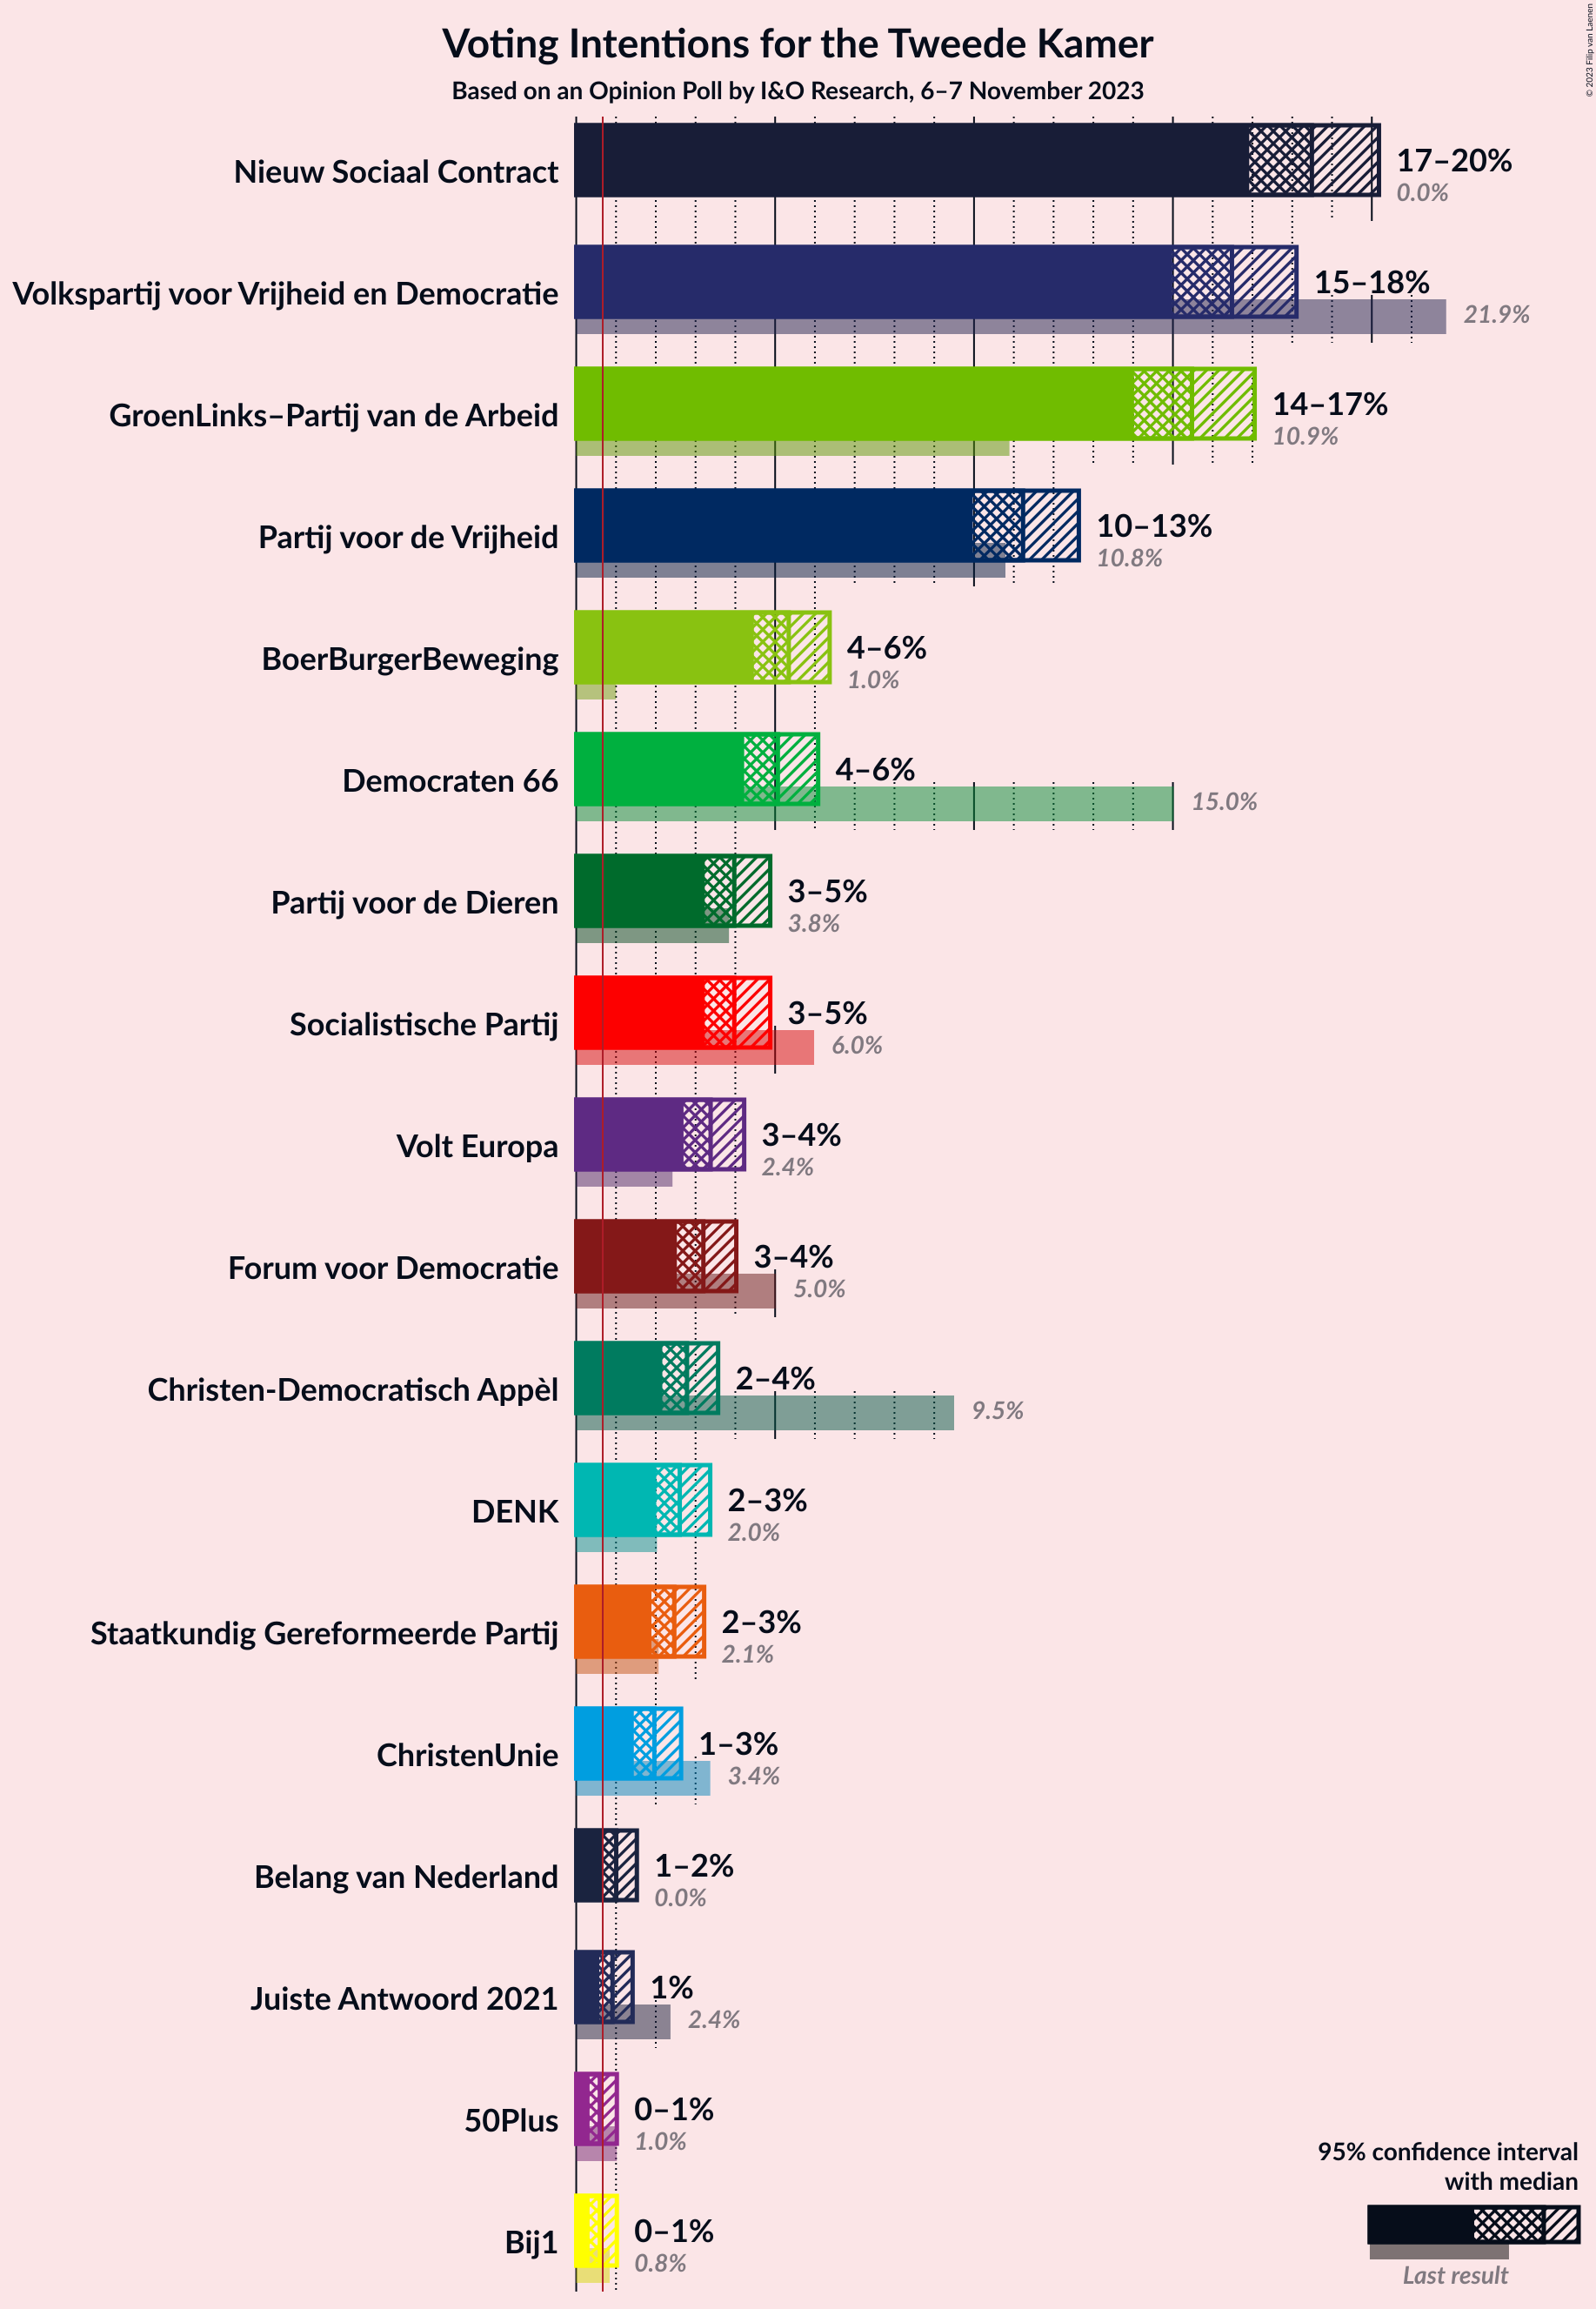 Voting Intentions for the Tweede Kamer
Based on an Opinion Poll by I&O Research, 6–7 November 2023
© 2023 Filip van Laenen
Nieuw Sociaal Contract
17–20%
0.0%
Volkspartij voor Vrijheid en Democratie
15–18%
21.9%
GroenLinks–Partij van de Arbeid
14–17%
10.9%
Partij voor de Vrijheid
10–13%
10.8%
BoerBurgerBeweging
4–6%
1.0%
Democraten 66
4–6%
15.0%
Partij voor de Dieren
3–5%
3.8%
Socialistische Partij
3–5%
6.0%
Volt Europa
3–4%
2.4%
Forum voor Democratie
3–4%
5.0%
Christen-Democratisch Appèl
2–4%
9.5%
DENK
2–3%
2.0%
Staatkundig Gereformeerde Partij
2–3%
2.1%
ChristenUnie
1–3%
3.4%
Belang van Nederland
1–2%
0.0%
Juiste Antwoord 2021
1%
2.4%
50Plus
0–1%
1.0%
Bij1
0–1%
0.8%
95% confidence interval
with median
Last result